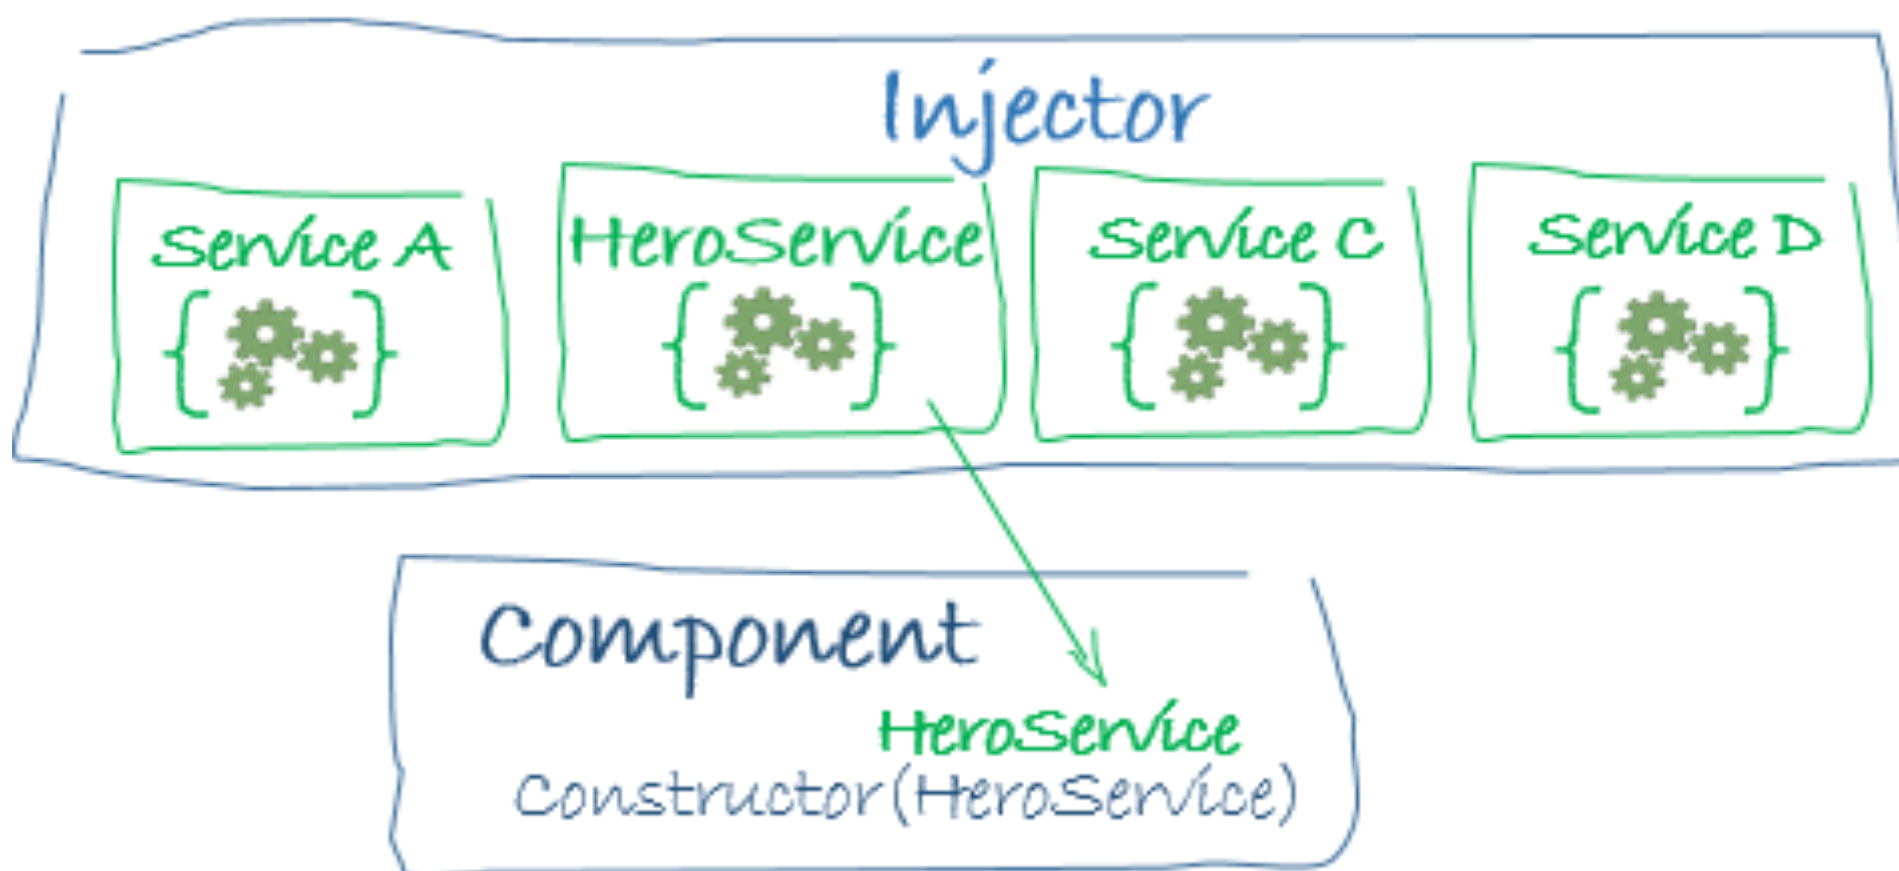 Injector
Service A
HeroService
Service C
Service D
Component
HeroService
Constructor(HeroService)